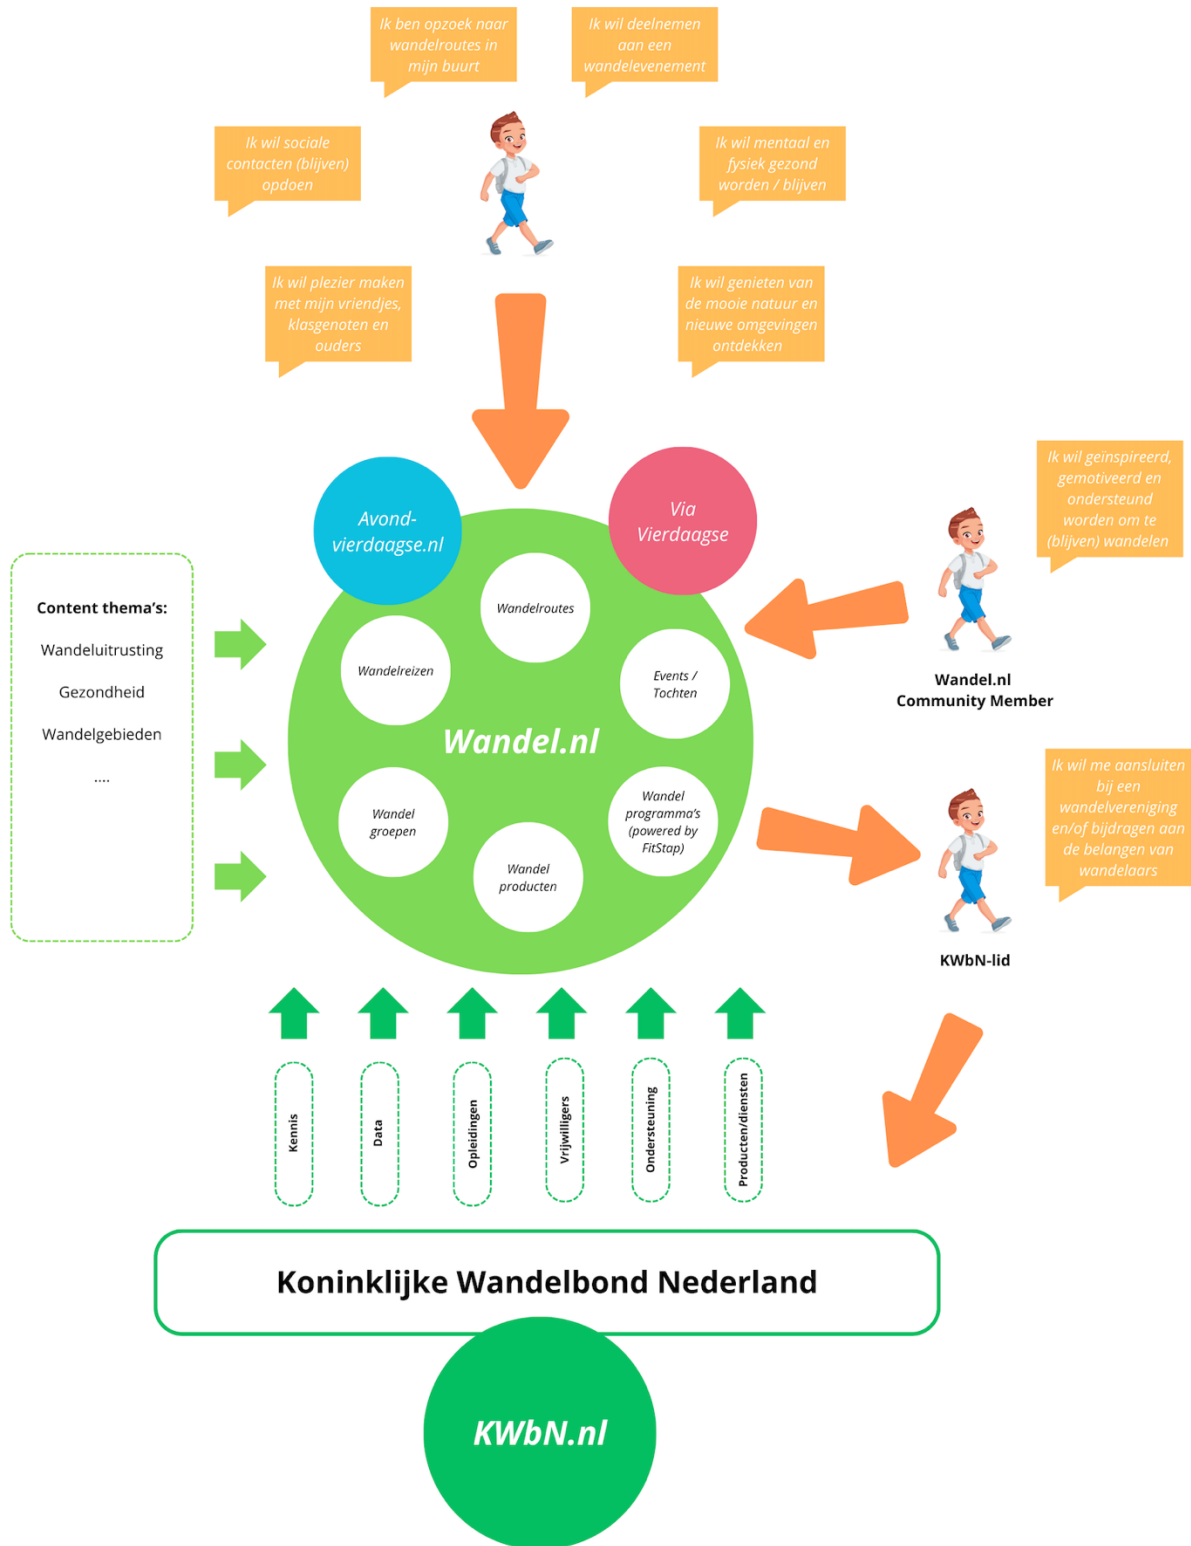 Ik ben opzoek naar
wandelroutes in
mijn buurt
Ik wil deelnemen
aan een
wandelevenement
Ik wil sociale
contacten (blijven)
opdoen
Ik wil mentaal en
fysiek gezond
worden / blijven
Ik wil plezier maken
met mijn vriendjes,
klasgenoten en
ouders
Ik wil genieten van
de mooie natuur en
nieuwe omgevingen
ontdekken
Avond-
vierdaagse.nl
Via
Vierdaagse
Ik wil geïnspireerd,
gemotiveerd en
ondersteund
worden om te
(blijven) wandelen
Wandel.nl
Community Member
Content thema's:
Wandeluitrusting
Gezondheid
Wandelgebieden
....
Wandelroutes
Wandelreizen
Events /
Tochten
Wandel.nl
Wandel
groepen
Wandel
programma's
(powered by
FitStap)
Wandel
producten
Ik wil me aansluiten
bij een
wandelvereniging
en/of bijdragen aan
de belangen van
wandelaars
KWbN-lid
Kennis
Data
Opleidingen
Vrijwilligers
Ondersteuning
Producten/diensten
Koninklijke Wandelbond Nederland
KWbN.nl